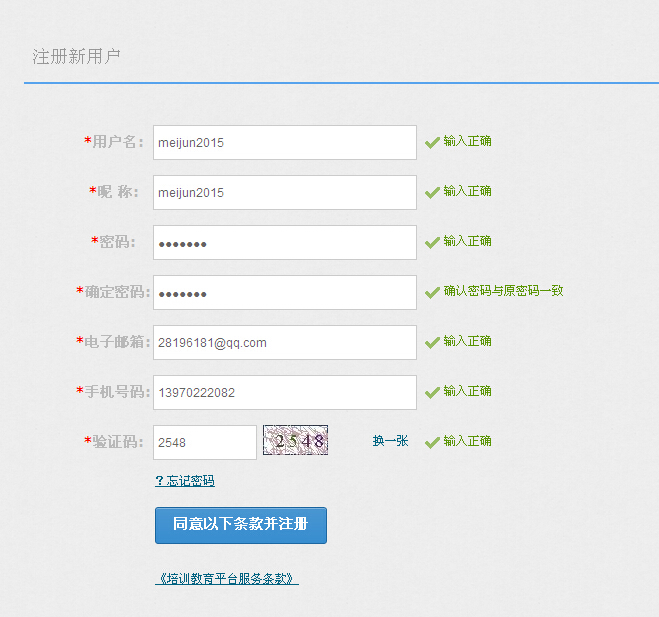 注册新用户
*用户名： meijun2015 输入正确
*昵 称： meijun2015 输入正确
*密码： ●●●●●●● 输入正确
*确定密码： ●●●●●●● 确认密码与原密码一致
*电子邮箱： 28196181@qq.com 输入正确
*手机号码： 13970222082 输入正确
*验证码： 2548 2548 换一张 输入正确
? 忘记密码
同意以下条款并注册
《培训教育平台服务条款》